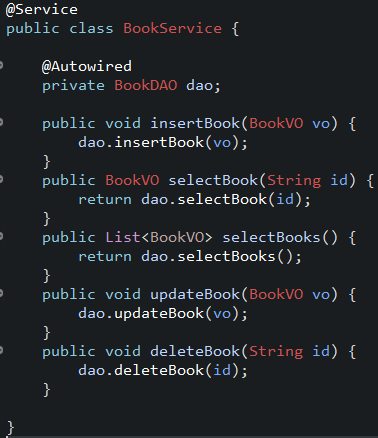 @Service
public class BookService {
@Autowired
private BookDAO dao;
public void insertBook(BookVO vo) {
dao.insertBook(vo);
}
public BookVO selectBook(String id) {
return dao.selectBook(id);
}
public List<BookVO> selectBooks() {
return dao.selectBooks();
}
public void updateBook(BookVO vo) {
dao.updateBook(vo);
}
public void deleteBook(String id) {
dao.deleteBook(id);
}
}